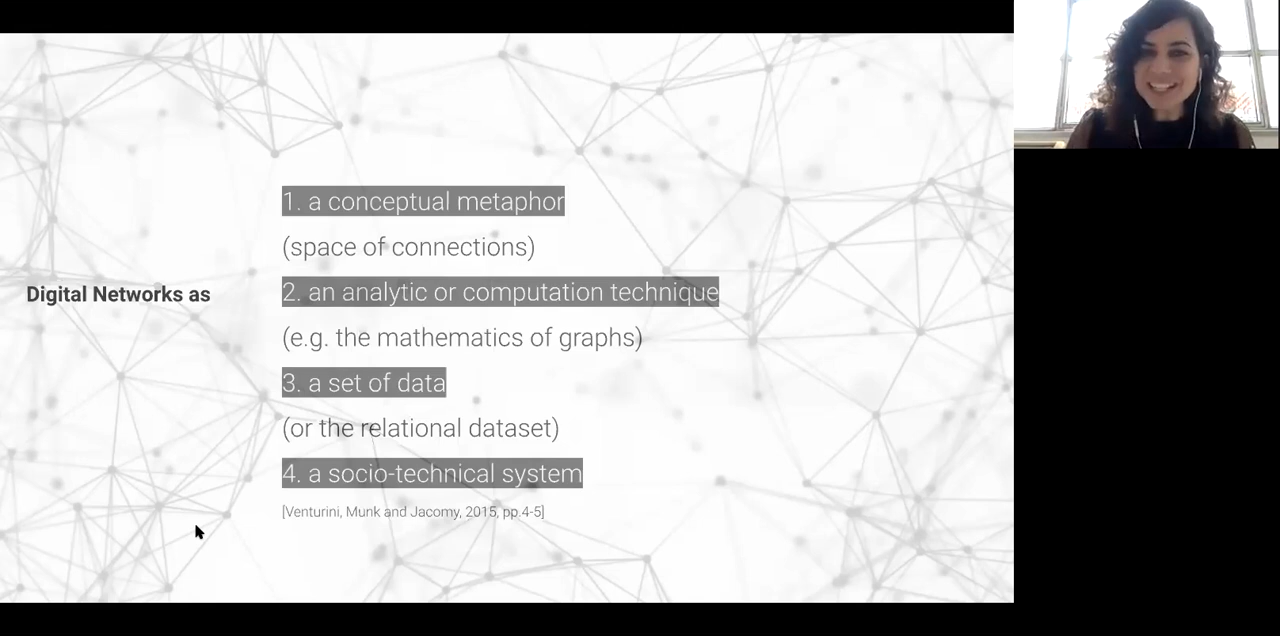 Digital Networks as
1. a conceptual metaphor
(space of connections)
2. an analytic or computation technique
(e.g. the mathematics of graphs)
3. a set of data
(or the relational dataset)
4. a socio-technical system
[Venturini, Munk and Jacomy, 2015, pp.4-5]